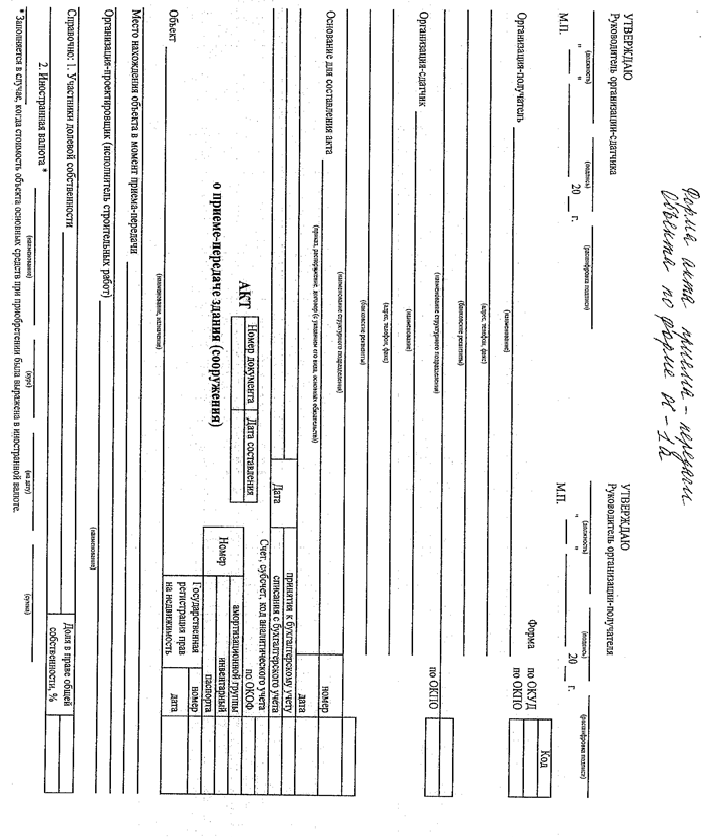 Форма акта приема - передачи
Объекта по форме
УТВЕРЖДАЮ
Руководитель организации-сдатчика
УТВЕРЖДАЮ
Руководитель организации-получателя
(должность) (подпись) (расшифровка подписи)
(должность) (подпись) (расшифровка подписи)
" " 20 г.
" " 20 г.
М.П.
М.П.
Код
Форма по ОКУД
Организация-получатель по ОКПО
(наименование)
(адрес, телефон, факс)
(банковские реквизиты)
(наименование структурного подразделения)
Организация-сдатчик по ОКПО
(наименование)
(адрес, телефон, факс)
(банковские реквизиты)
(наименование структурного подразделения)
Основание для составления акта номер
(приказ, распоряжение, договор (с указанием его вида, основных обязательств))
дата
Дата принятия к бухгалтерскому учету
списания с бухгалтерского учета
Счет, субсчет, код аналитического учета
Номер документа Дата составления
АКТ
о приеме-передаче здания (сооружения)
по ОКОФ
Номер амортизационной группы
инвентарный
паспорта
Государственная регистрация прав на недвижимость
номер
дата
Объект
(наименование, назначение)
Место нахождения объекта в момент приема-передачи
Организация-проектировщик (исполнитель строительных работ)
(наименование)
Справочно: 1. Участники долевой собственности
Доля в праве общей собственности, %
2. Иностранная валюта *
(наименование) (курс) (на дату) (сумма)
* Заполняется в случае, когда стоимость объекта основных средств при приобретении была выражена в иностранной валюте.